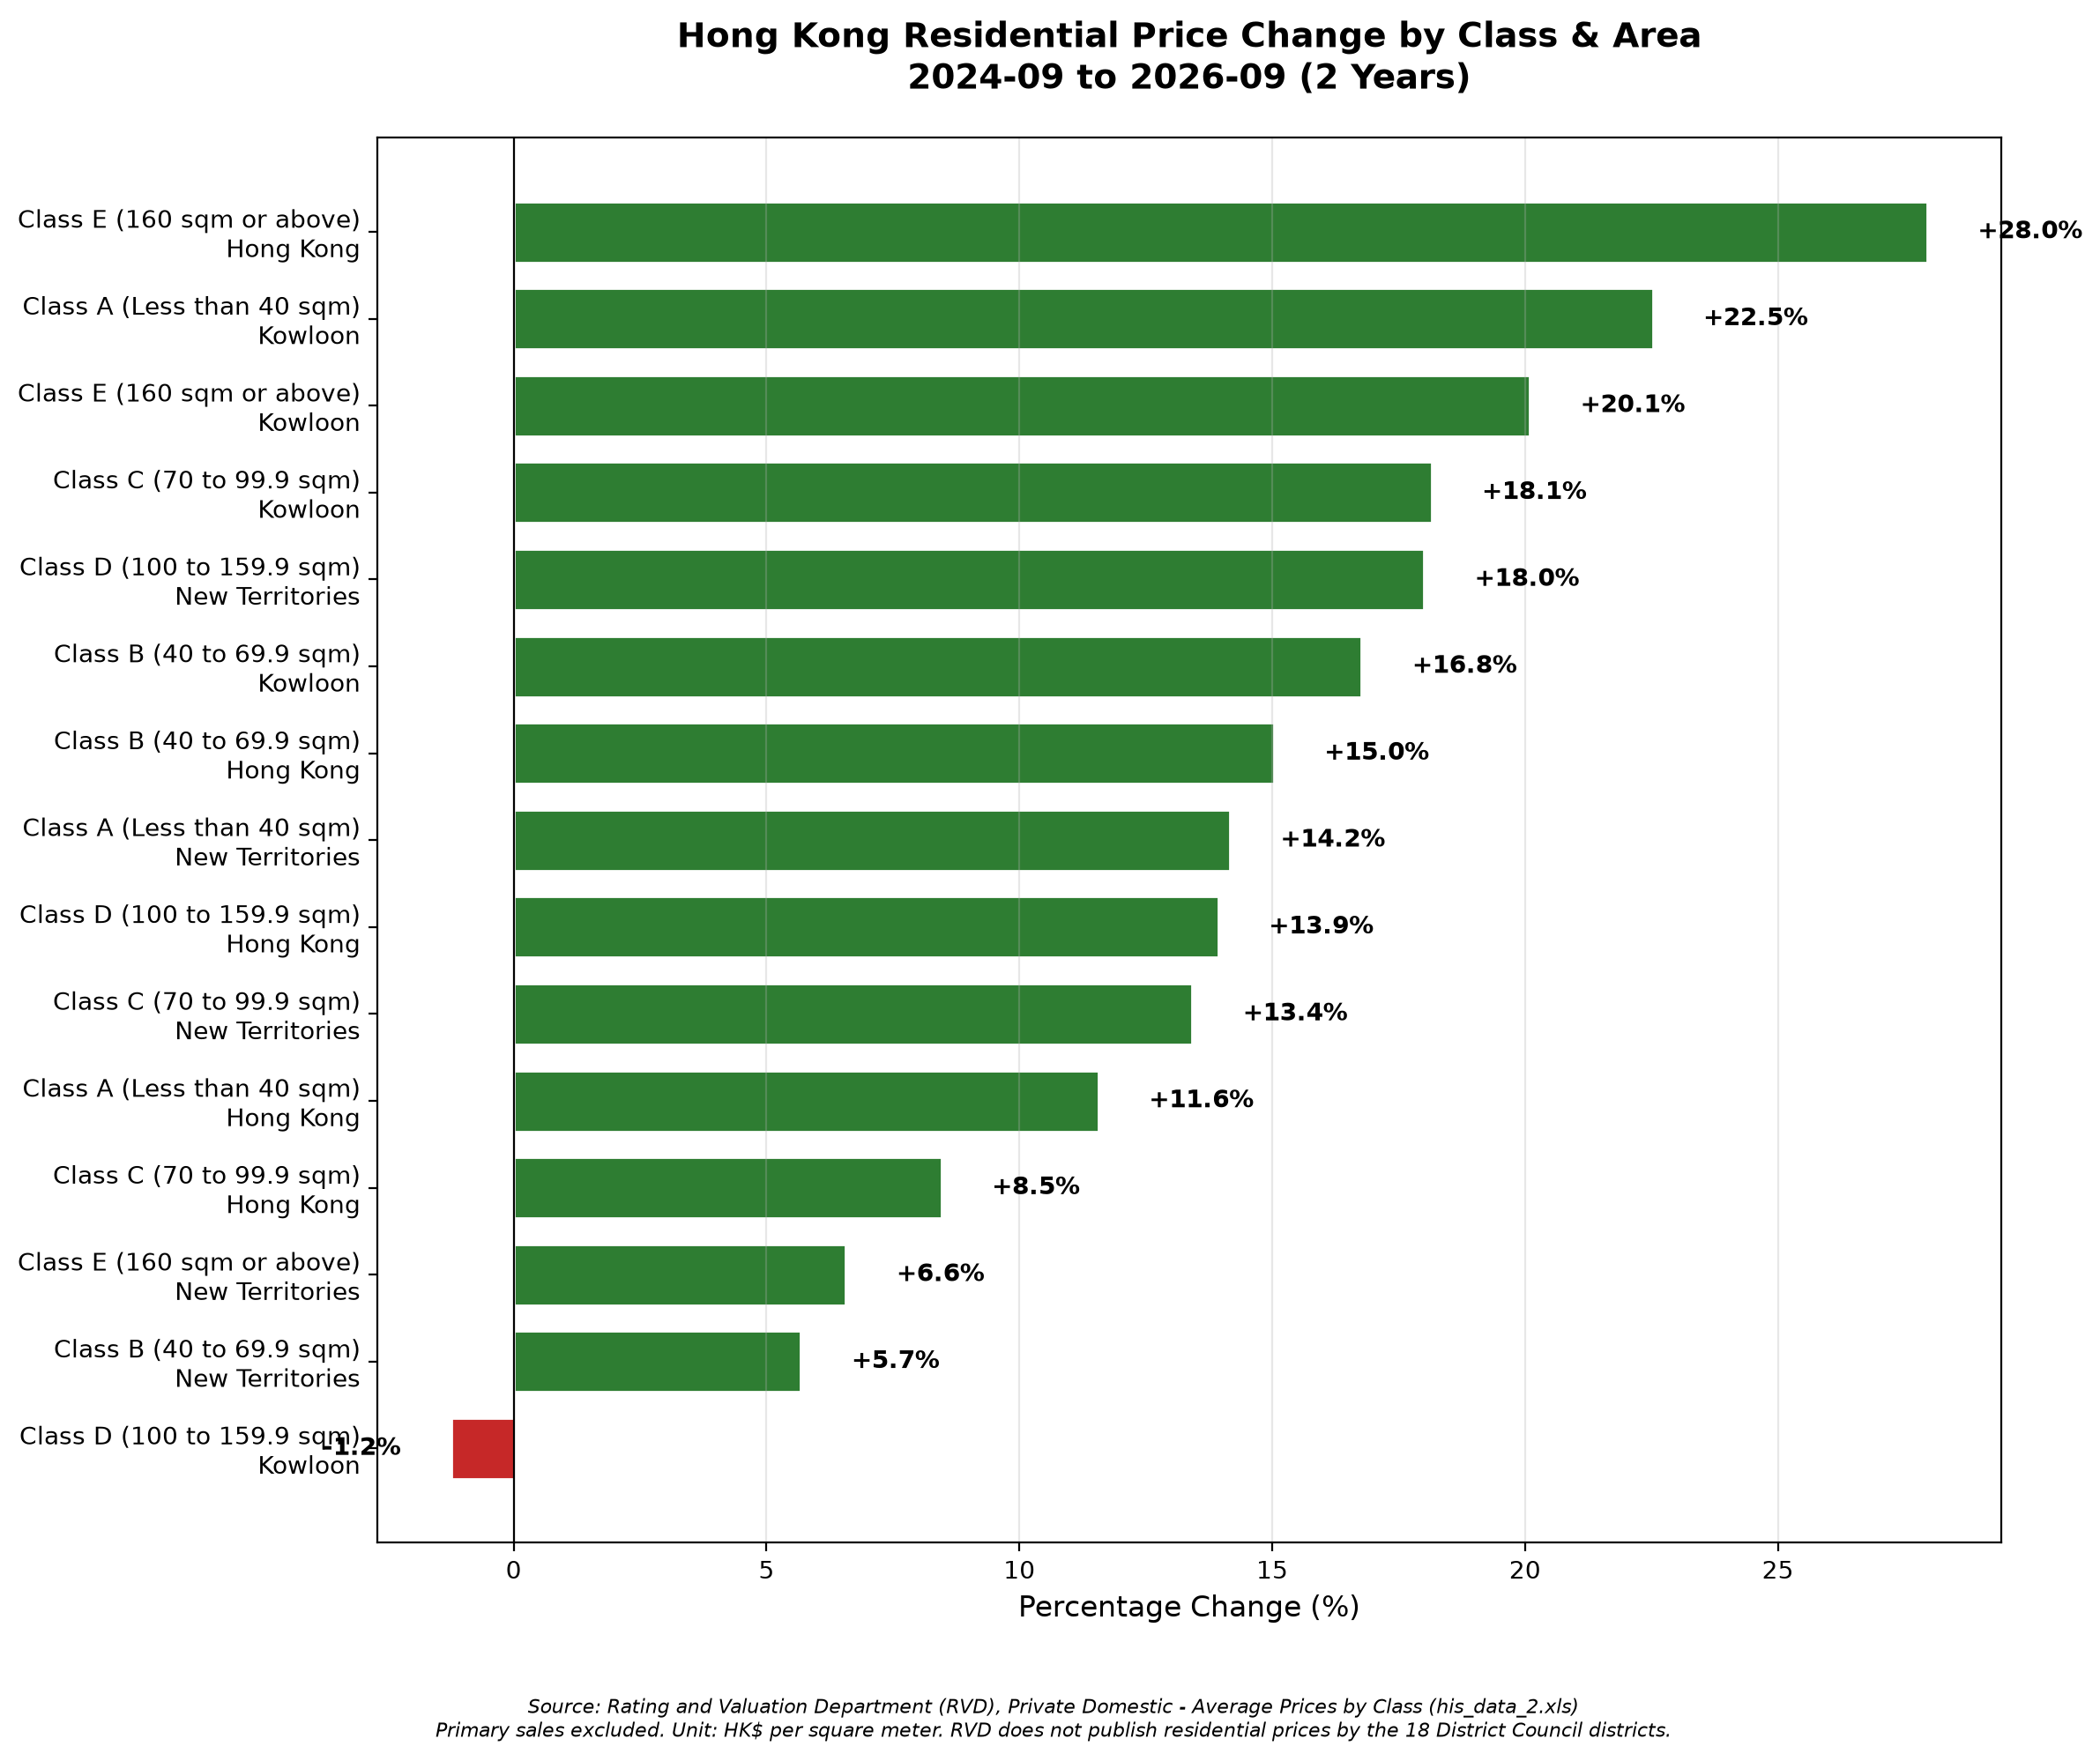 Hong Kong Residential Price Change by Class & Area
2024-09 to 2026-09 (2 Years)
Class E (160 sqm or above)
Hong Kong
+28.0%
Class A (Less than 40 sqm)
Kowloon
+22.5%
Class E (160 sqm or above)
Kowloon
+20.1%
Class C (70 to 99.9 sqm)
Kowloon
+18.1%
Class D (100 to 159.9 sqm)
New Territories
+18.0%
Class B (40 to 69.9 sqm)
Kowloon
+16.8%
Class B (40 to 69.9 sqm)
Hong Kong
+15.0%
Class A (Less than 40 sqm)
New Territories
+14.2%
Class D (100 to 159.9 sqm)
Hong Kong
+13.9%
Class C (70 to 99.9 sqm)
New Territories
+13.4%
Class A (Less than 40 sqm)
Hong Kong
+11.6%
Class C (70 to 99.9 sqm)
Hong Kong
+8.5%
Class E (160 sqm or above)
New Territories
+6.6%
Class B (40 to 69.9 sqm)
New Territories
+5.7%
Class D (100 to 159.9 sqm)
Kowloon
-1.2%
0 5 10 15 20 25
Percentage Change (%)
Source: Rating and Valuation Department (RVD), Private Domestic - Average Prices by Class (his_data_2.xls)
Primary sales excluded. Unit: HK$ per square meter. RVD does not publish residential prices by the 18 District Council districts.